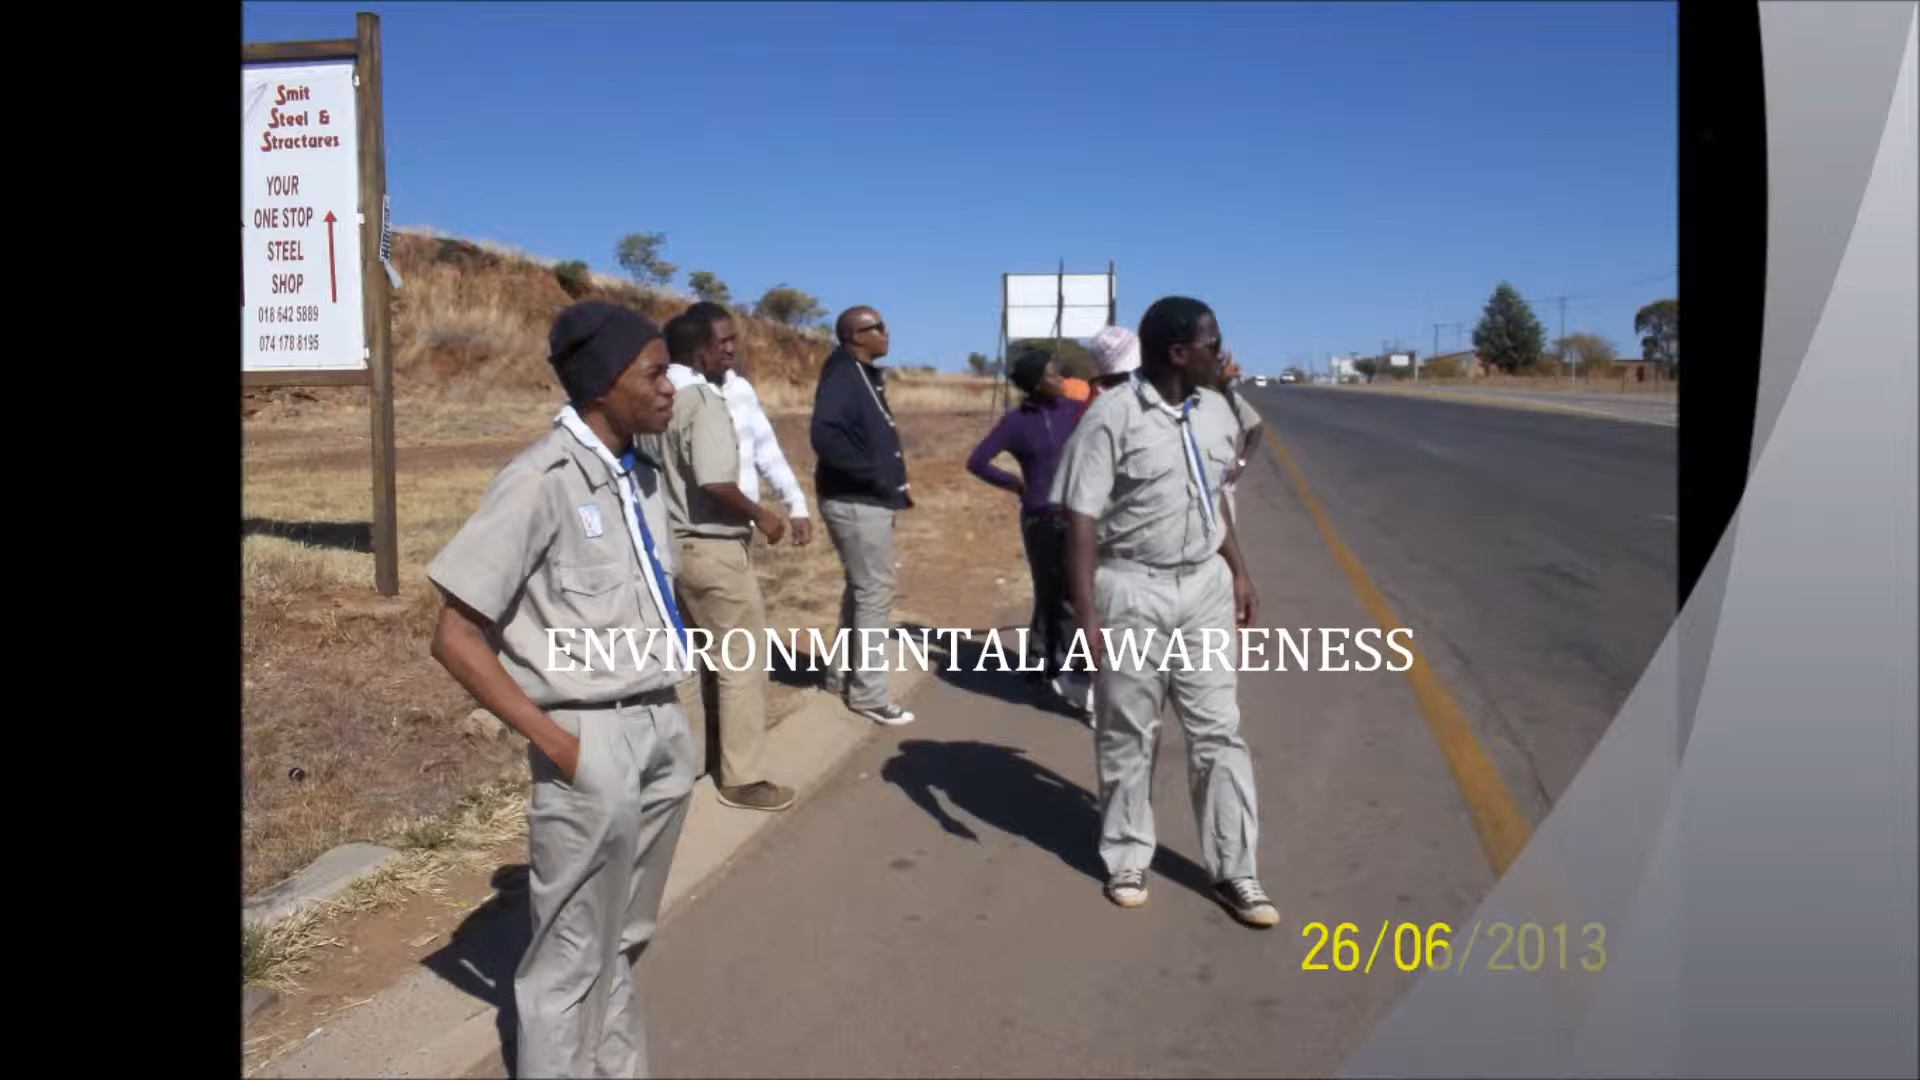 Smit
Steel &
Stractares
YOUR
ONE STOP
STEEL
SHOP
018 642 5889
074 178 8195
ENVIRONMENTAL AWARENESS
26/06/2013